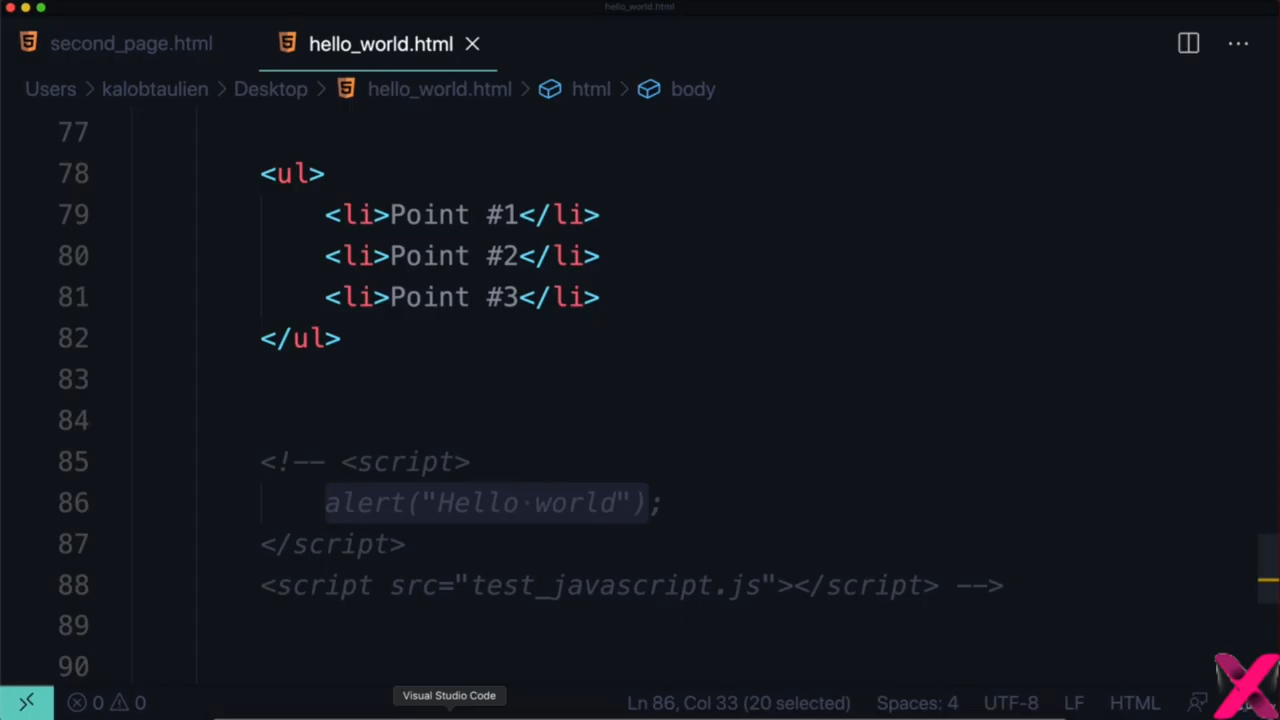 hello_world.html
second_page.html hello_world.html
Users > kalobtaulien > Desktop > hello_world.html > html > body
77
78 <ul>
79 <li>Point #1</li>
80 <li>Point #2</li>
81 <li>Point #3</li>
82 </ul>
83
84
85 <!-- <script>
86 alert("Hello·world");
87 </script>
88 <script src="test_javascript.js"></script> -->
89
90
Visual Studio Code
0 0 Ln 86, Col 33 (20 selected) Spaces: 4 UTF-8 LF HTML